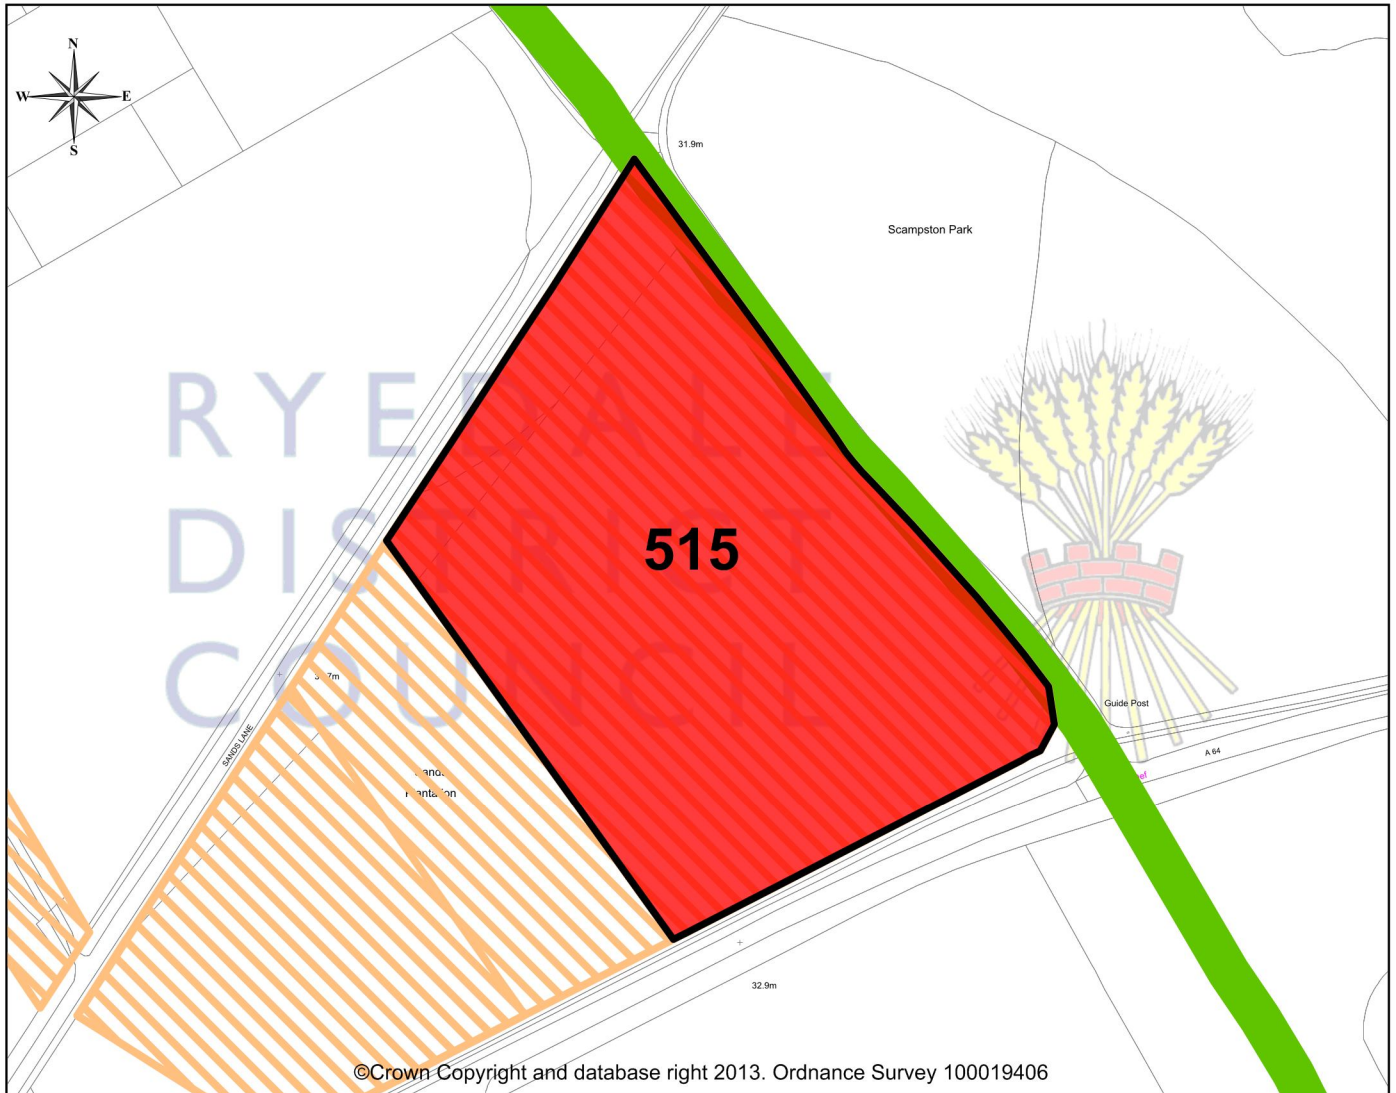 N
W E
S
31.9m
Scampston Park
RYEDALE
DISTRICT
COUNCIL
515
SANDS LANE
Guide Post
A 64
32.9m
©Crown Copyright and database right 2013. Ordnance Survey 100019406